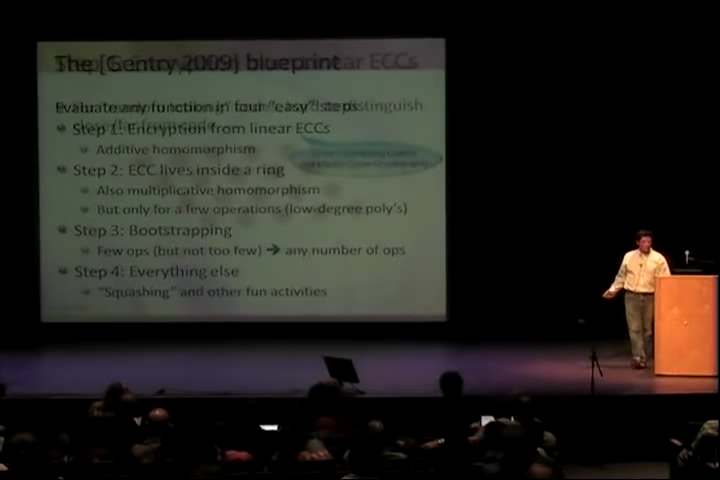 The [Gentry 2009] blueprint
ECCs
Evaluate any function in four "easy" steps
distinguish
Step 1: Encryption from linear ECCs
Additive homomorphism
Step 2: ECC lives inside a ring
Also multiplicative homomorphism
But only for a few operations (low-degree poly's)
Step 3: Bootstrapping
Few ops (but not too few) → any number of ops
Step 4: Everything else
"Squashing" and other fun activities